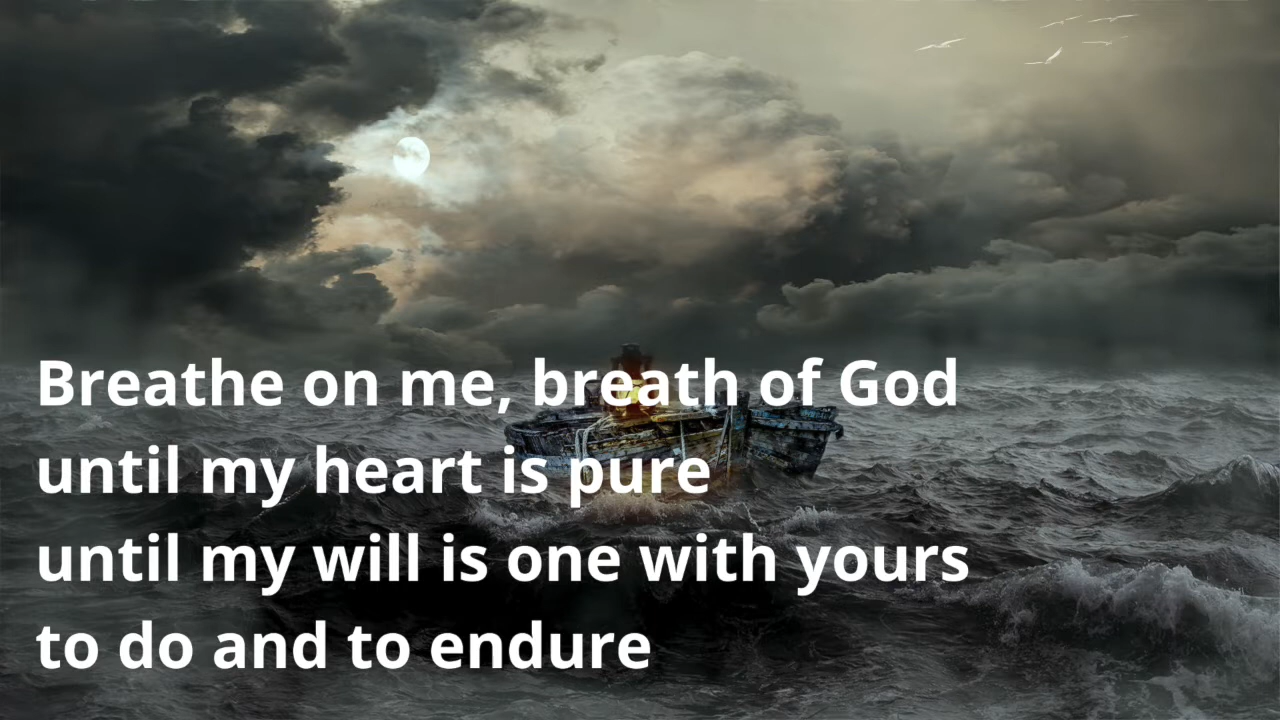 Breathe on me, breath of God
until my heart is pure
until my will is one with yours
to do and to endure